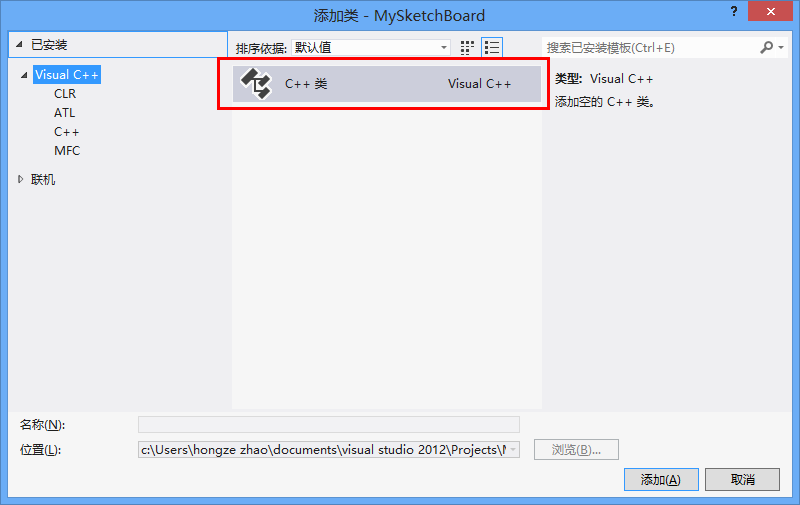 添加类 - MySketchBoard
?
已安装
排序依据: 默认值
搜索已安装模板(Ctrl+E)
Visual C++
CLR
ATL
C++
MFC
联机
C++ 类 Visual C++
类型: Visual C++
添加空的 C++ 类。
名称(N):
位置(L): c:\Users\hongze zhao\documents\visual studio 2012\Projects\
浏览(B)...
添加(A) 取消